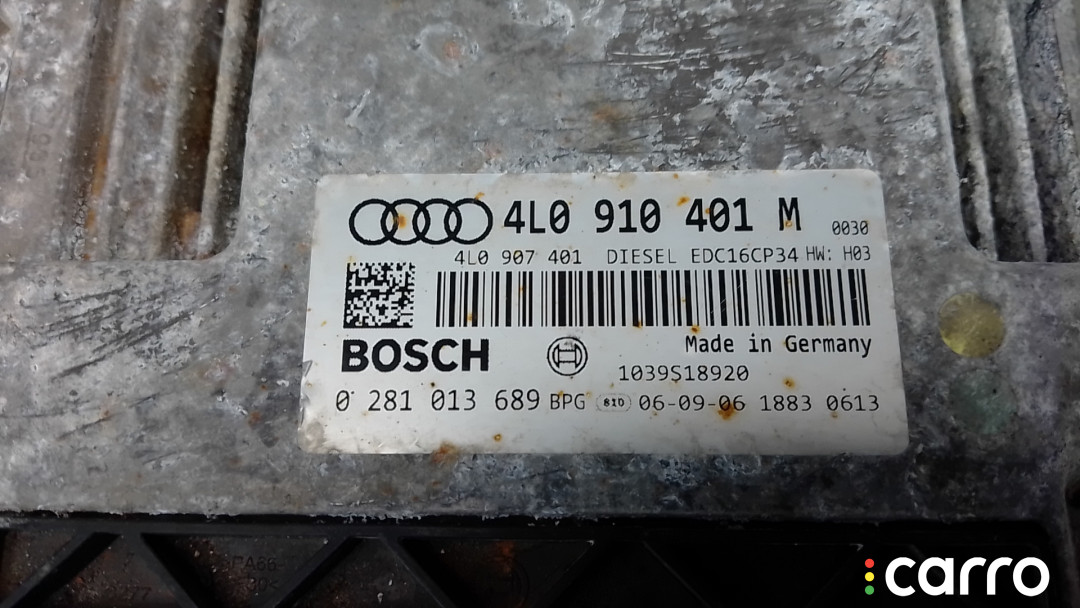 4L0 910 401 M 0030
4L0 907 401 DIESEL EDC16CP34 HW: H03
BOSCH
Made in Germany
1039S18920
0 281 013 689 BPG 81D 06-09-06 1883 0613
carro